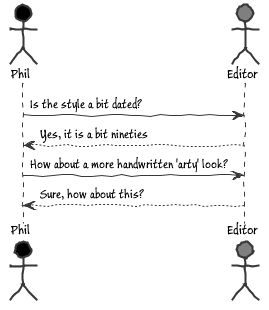 Phil Editor
Is the style a bit dated?
Yes, it is a bit nineties
How about a more handwritten 'arty' look?
Sure, how about this?
Phil Editor